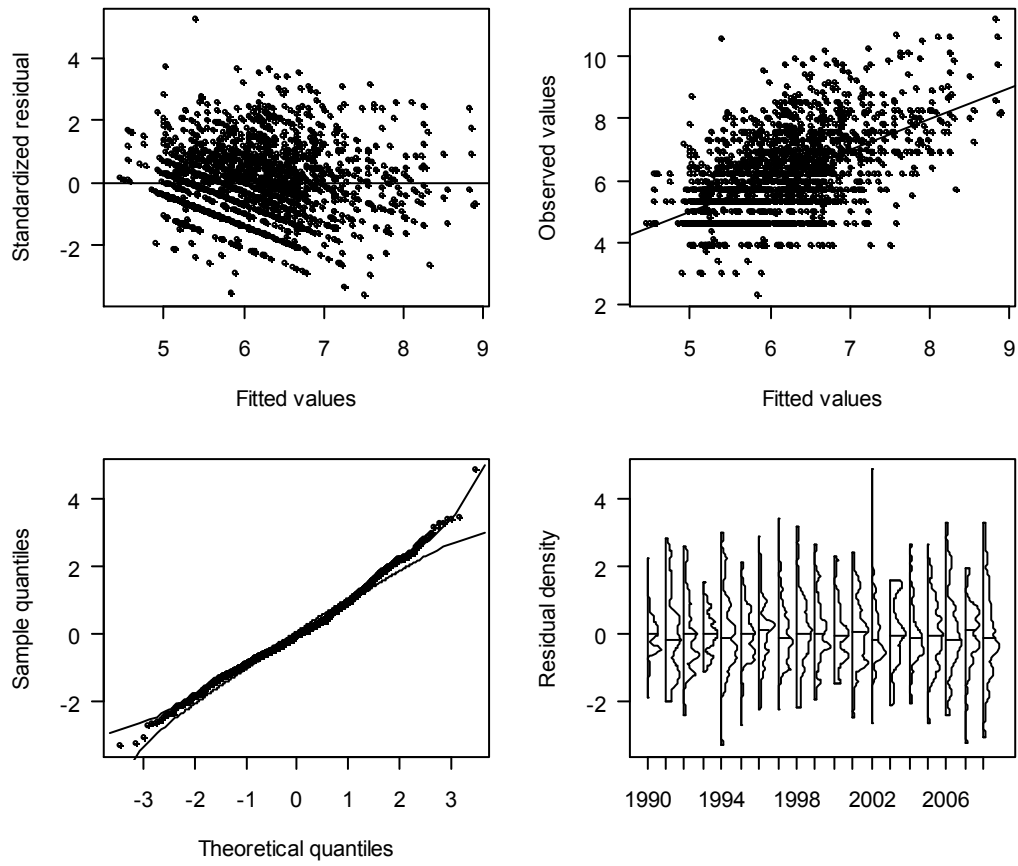 Standardized residual
4
2
0
-2
5 6 7 8 9
Fitted values
Observed values
10
8
6
4
2
5 6 7 8 9
Fitted values
Sample quantiles
4
2
0
-2
-3 -2 -1 0 1 2 3
Theoretical quantiles
Residual density
4
2
0
-2
1990 1994 1998 2002 2006